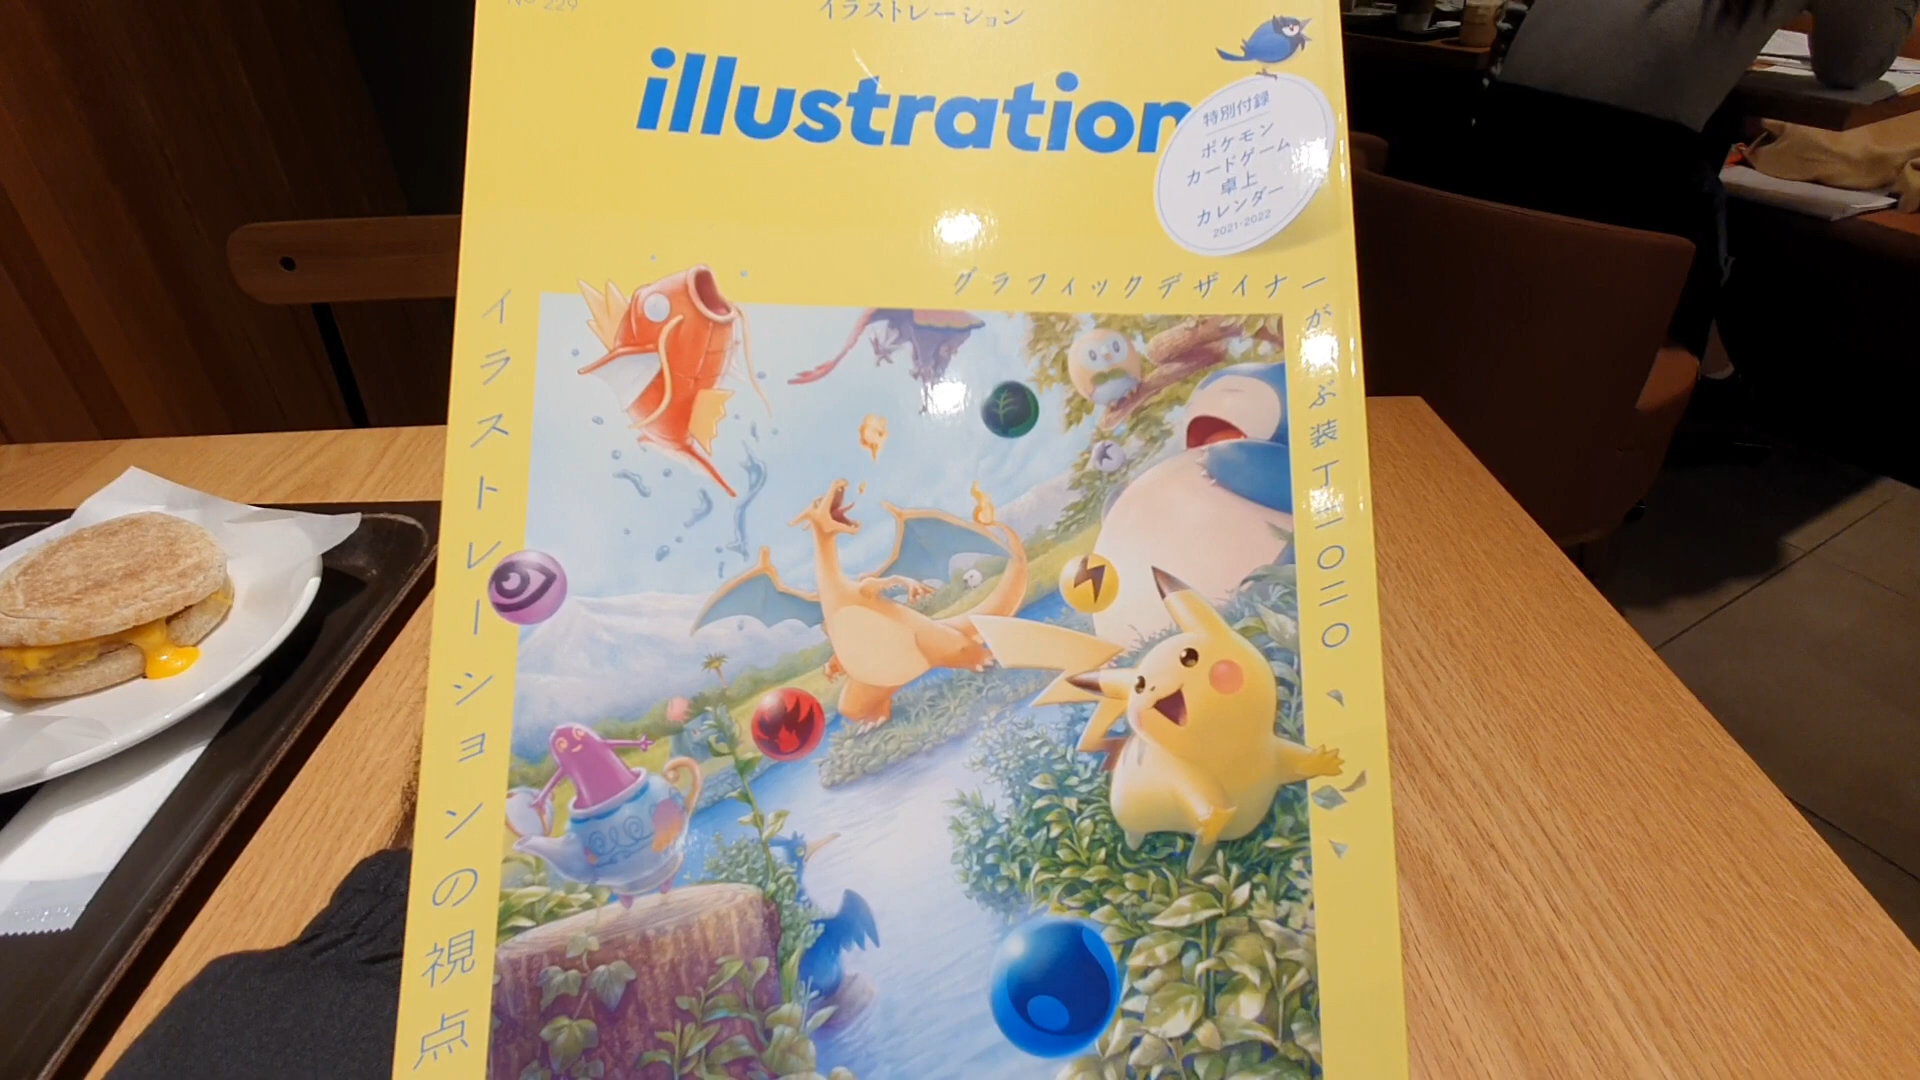 No 229
イラストレーション
illustration
特別付録
ポケモン
カードゲーム
卓上
カレンダー
2021-2022
グラフィックデザイナー
が ぶ装丁二〇二〇
イラストレーションの視点